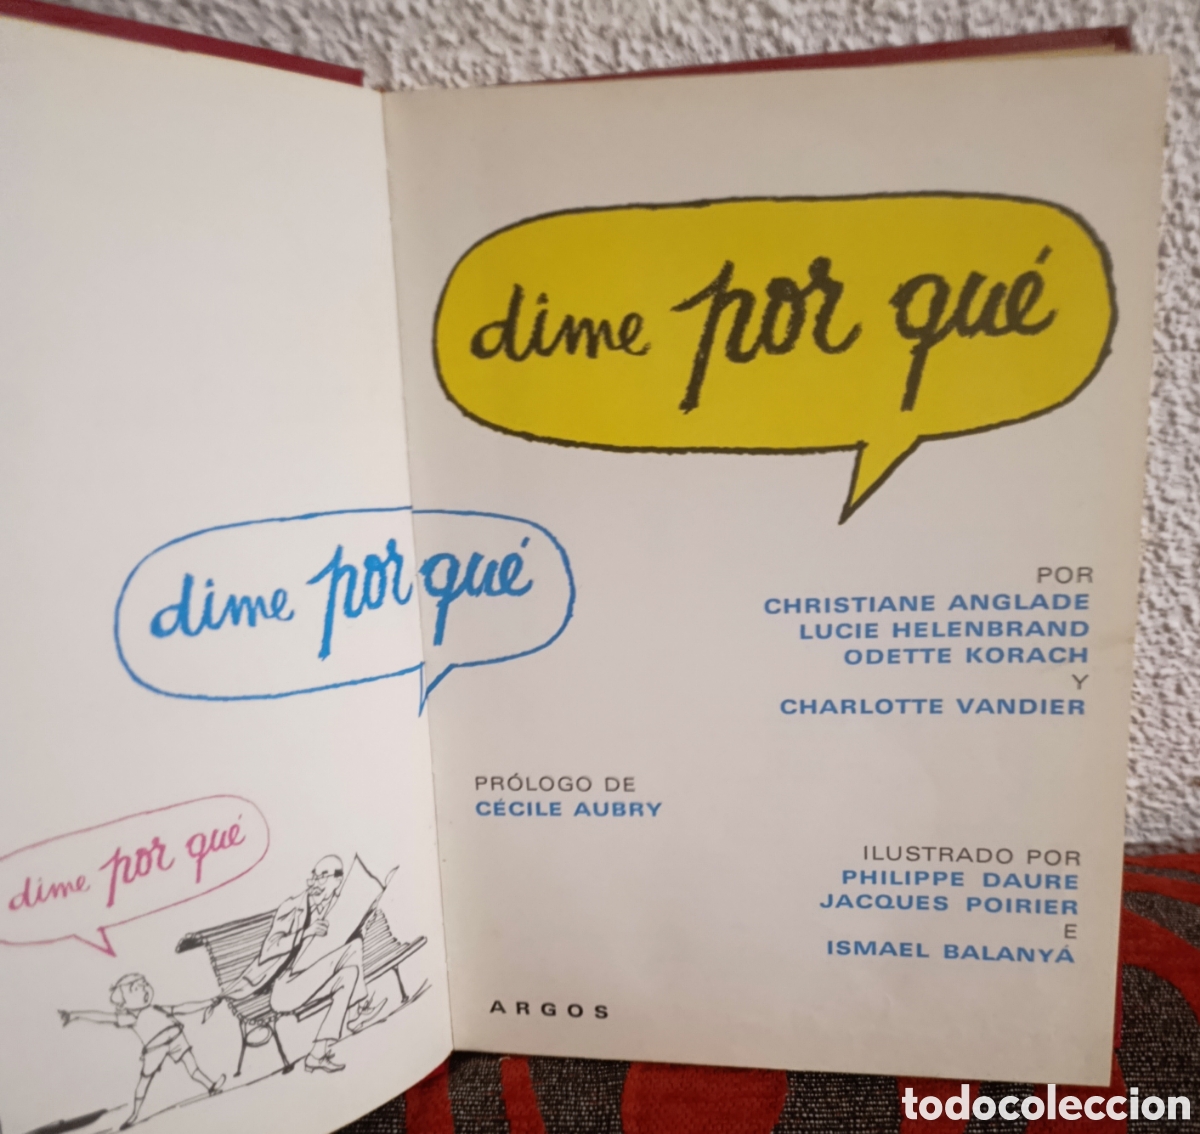 dime por qué
dime por qué
dime por qué
POR
CHRISTIANE ANGLADE
LUCIE HELENBRAND
ODETTE KORACH
Y
CHARLOTTE VANDIER
PRÓLOGO DE
CÉCILE AUBRY
ILUSTRADO POR
PHILIPPE DAURE
JACQUES POIRIER
E
ISMAEL BALANYÁ
ARGOS
todocoleccion